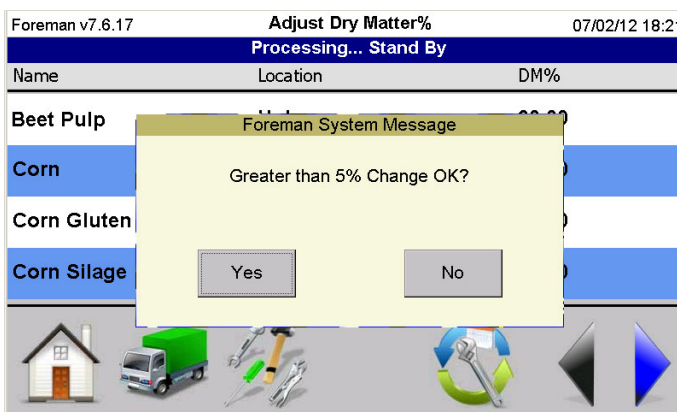 Foreman v7.6.17 Adjust Dry Matter% 07/02/12 18:21
Processing... Stand By
Name Location DM%
Beet Pulp
Foreman System Message
Corn
Greater than 5% Change OK?
Corn Gluten
Corn Silage
Yes No